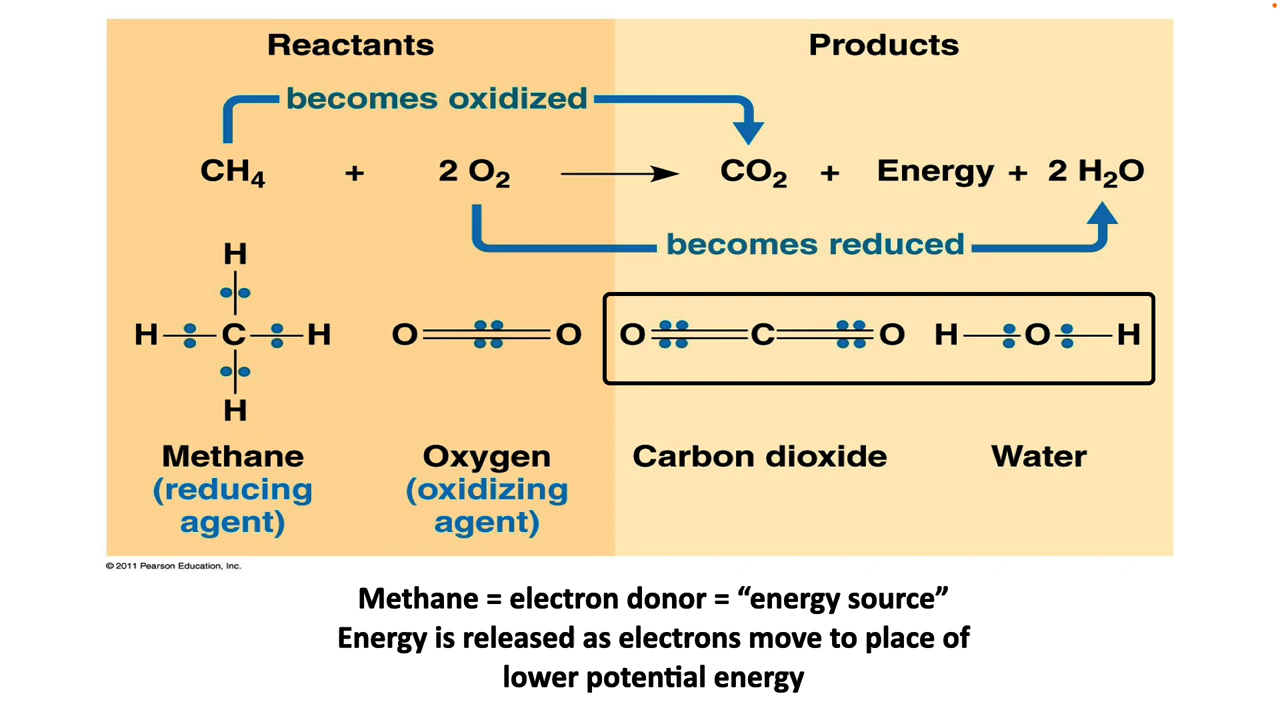 Reactants Products
becomes oxidized
CH₄ + 2 O₂ → CO₂ + Energy + 2 H₂O
becomes reduced
H
H C H O O O C O H O H
H
Methane Oxygen Carbon dioxide Water
(reducing (oxidizing
agent) agent)
© 2011 Pearson Education, Inc.
Methane = electron donor = “energy source”
Energy is released as electrons move to place of
lower potential energy